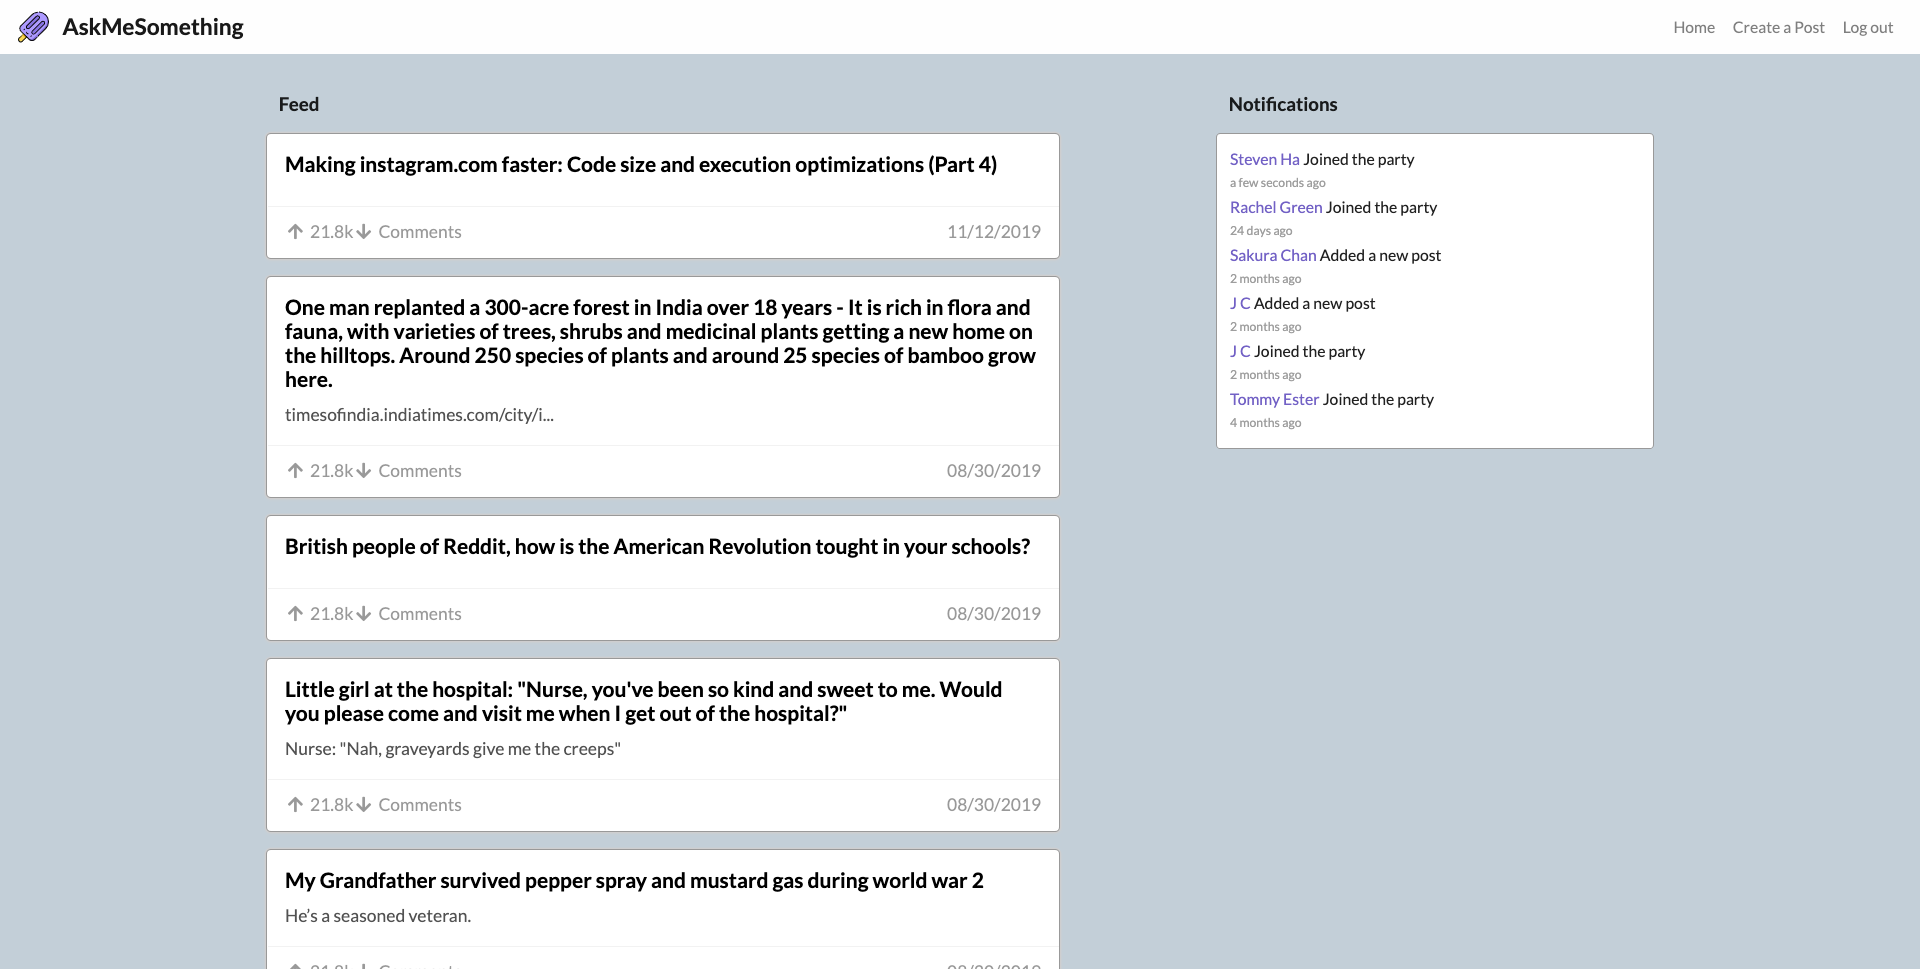 AskMeSomething
Home
Create a Post
Log out
Feed
Making instagram.com faster: Code size and execution optimizations (Part 4)
21.8k
Comments
11/12/2019
One man replanted a 300-acre forest in India over 18 years - It is rich in flora and
fauna, with varieties of trees, shrubs and medicinal plants getting a new home on
the hilltops. Around 250 species of plants and around 25 species of bamboo grow
here.
timesofindia.indiatimes.com/city/i...
21.8k
Comments
08/30/2019
British people of Reddit, how is the American Revolution tought in your schools?
21.8k
Comments
08/30/2019
Little girl at the hospital: "Nurse, you've been so kind and sweet to me. Would
you please come and visit me when I get out of the hospital?"
Nurse: "Nah, graveyards give me the creeps"
21.8k
Comments
08/30/2019
My Grandfather survived pepper spray and mustard gas during world war 2
He's a seasoned veteran.
Notifications
Steven Ha Joined the party
a few seconds ago
Rachel Green Joined the party
24 days ago
Sakura Chan Added a new post
2 months ago
J C Added a new post
2 months ago
J C Joined the party
2 months ago
Tommy Ester Joined the party
4 months ago